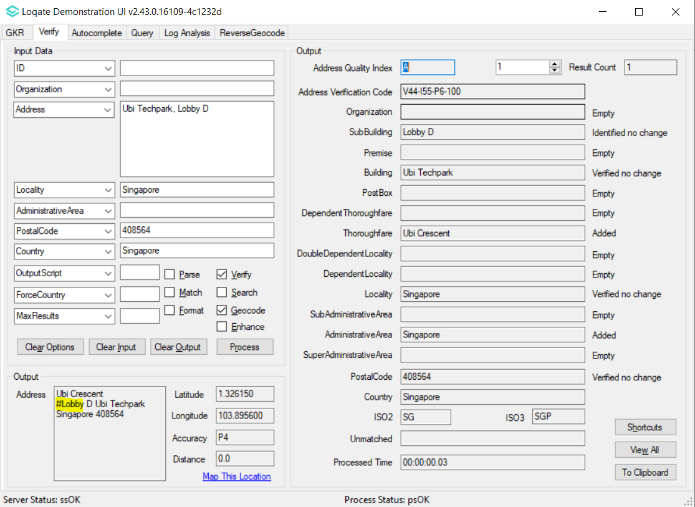 Loqate Demonstration UI v2.43.0.16109-4c1232d
GKR Verify Autocomplete Query Log Analysis ReverseGeocode
Input Data
ID
Organization
Address Ubi Techpark, Lobby D
Locality Singapore
AdministrativeArea
PostalCode 408564
Country Singapore
OutputScript Parse Verify
ForceCountry Match Search
MaxResults Format Geocode
Enhance
Clear Options Clear Input Clear Output Process
Output
Address Ubi Crescent
#Lobby D Ubi Techpark
Singapore 408564
Latitude 1.326150
Longitude 103.895600
Accuracy P4
Distance 0.0
Map This Location
Output
Address Quality Index A 1 Result Count 1
Address Verification Code V44-I55-P6-100
Organization Empty
SubBuilding Lobby D Identified no change
Premise Empty
Building Ubi Techpark Verified no change
PostBox Empty
DependentThoroughfare Empty
Thoroughfare Ubi Crescent Added
DoubleDependentLocality Empty
DependentLocality Empty
Locality Singapore Verified no change
SubAdministrativeArea Empty
AdministrativeArea Singapore Added
SuperAdministrativeArea Empty
PostalCode 408564 Verified no change
Country Singapore
ISO2 SG ISO3 SGP
Unmatched
Processed Time 00:00:00.03
Shortcuts
View All
To Clipboard
Server Status: ssOK Process Status: psOK